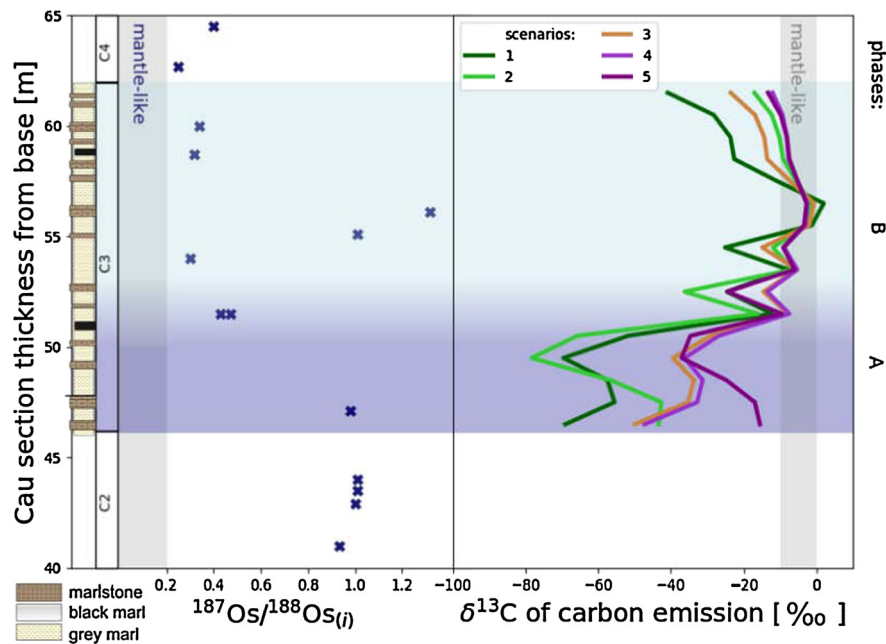 65
60
55
50
45
40
Cau section thickness from base [m]
C4
C3
C2
mantle-like
scenarios:
1
2
3
4
5
mantle-like
phases:
B
A
0.2 0.4 0.6 0.8 1.0 1.2 −100 −80 −60 −40 −20 0
187Os/188Os(i)
δ13C of carbon emission [‰]
marlstone
black marl
grey marl